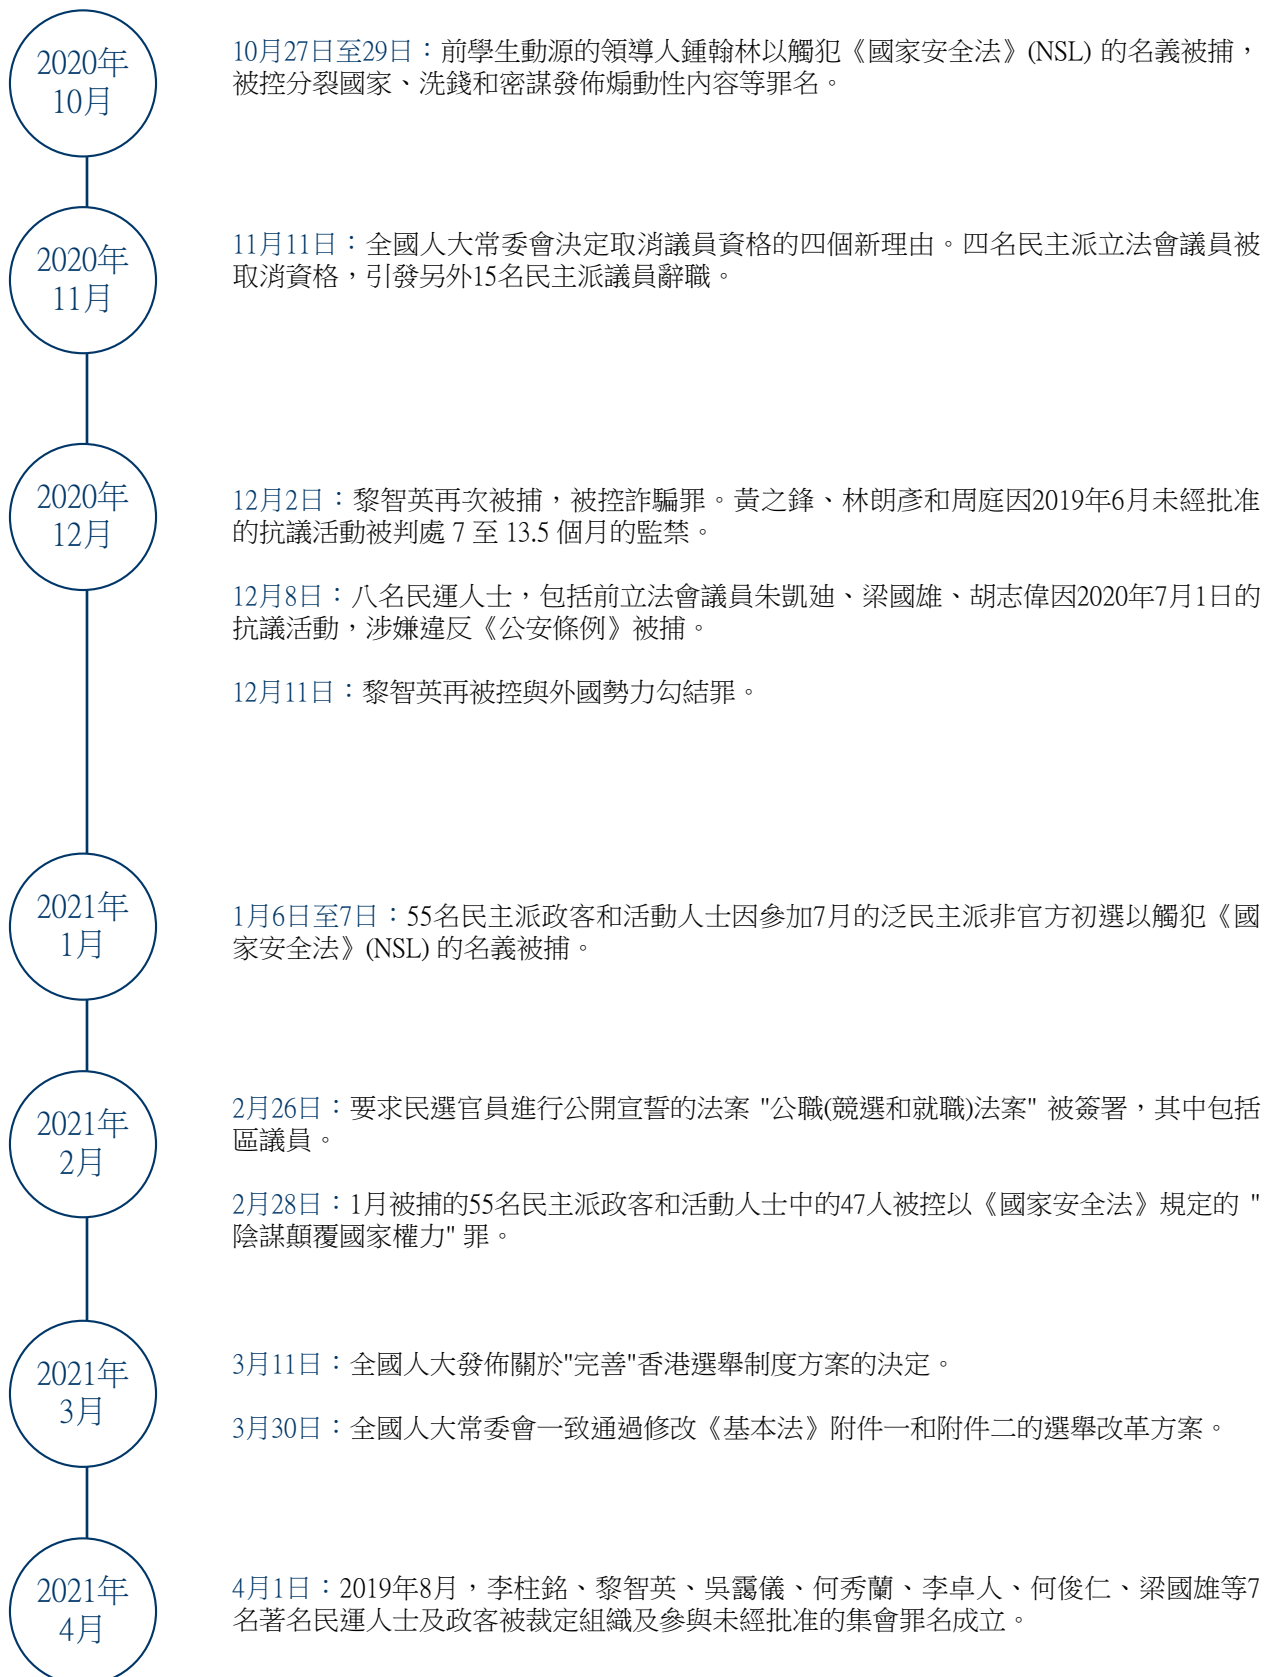 2020年
10月
10月27日至29日：前學生動源的領導人鍾翰林以觸犯《國家安全法》(NSL) 的名義被捕，
被控分裂國家、洗錢和密謀發佈煽動性內容等罪名。
2020年
11月
11月11日：全國人大常委會決定取消議員資格的四個新理由。四名民主派立法會議員被
取消資格，引發另外15名民主派議員辭職。
2020年
12月
12月2日：黎智英再次被捕，被控詐騙罪。黃之鋒、林朗彥和周庭因2019年6月未經批准
的抗議活動被判處 7 至 13.5 個月的監禁。
12月8日：八名民運人士，包括前立法會議員朱凱廸、梁國雄、胡志偉因2020年7月1日的
抗議活動，涉嫌違反《公安條例》被捕。
12月11日：黎智英再被控與外國勢力勾結罪。
2021年
1月
1月6日至7日：55名民主派政客和活動人士因參加7月的泛民主派非官方初選以觸犯《國
家安全法》(NSL) 的名義被捕。
2021年
2月
2月26日：要求民選官員進行公開宣誓的法案 "公職(競選和就職)法案" 被簽署，其中包括
區議員。
2月28日：1月被捕的55名民主派政客和活動人士中的47人被控以《國家安全法》規定的 "
陰謀顛覆國家權力" 罪。
2021年
3月
3月11日：全國人大發佈關於"完善"香港選舉制度方案的決定。
3月30日：全國人大常委會一致通過修改《基本法》附件一和附件二的選舉改革方案。
2021年
4月
4月1日：2019年8月，李柱銘、黎智英、吳靄儀、何秀蘭、李卓人、何俊仁、梁國雄等7
名著名民運人士及政客被裁定組織及參與未經批准的集會罪名成立。